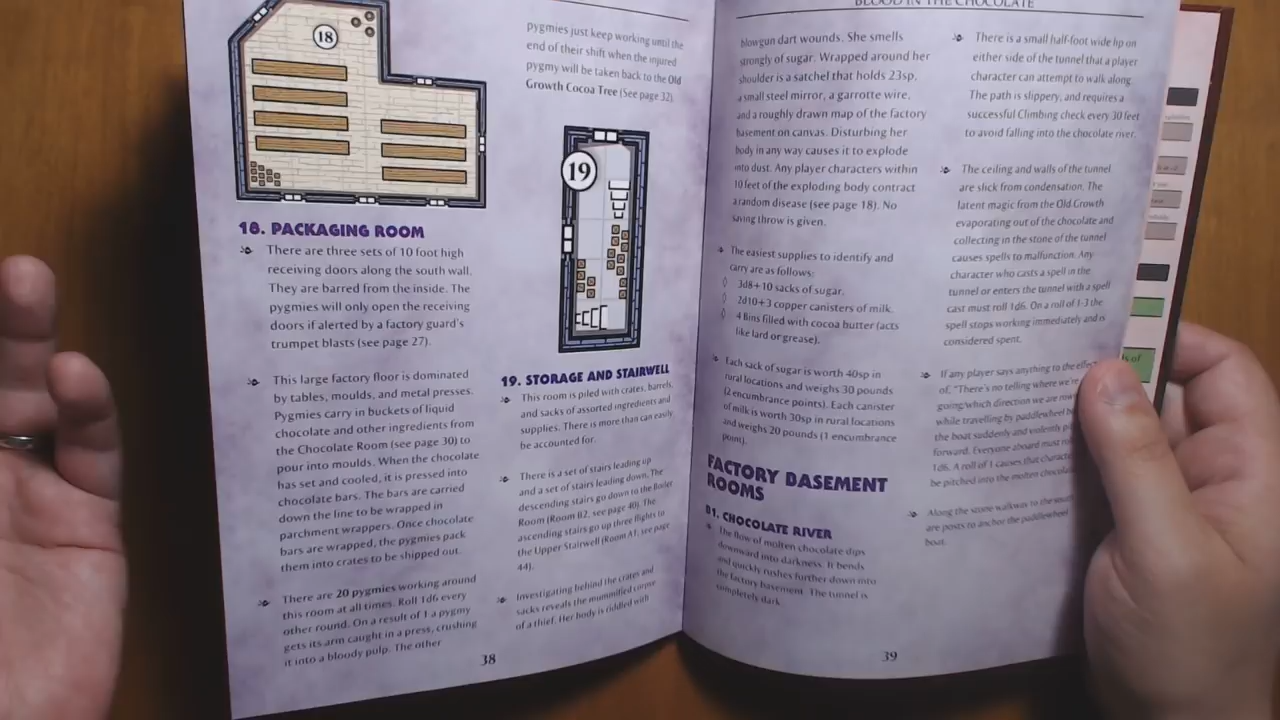 18
18. PACKAGING ROOM
There are three sets of 10 foot high
receiving doors along the south wall.
They are barred from the inside. The
pygmies will only open the receiving
doors if alerted by a factory guard's
trumpet blasts (see page 27).
This large factory floor is dominated
by tables, moulds, and metal presses.
Pygmies carry in buckets of liquid
chocolate and other ingredients from
the Chocolate Room (see page 30) to
pour into moulds. When the chocolate
has set and cooled, it is pressed into
chocolate bars. The bars are carried
down the line to be wrapped in
parchment wrappers. Once chocolate
bars are wrapped, the pygmies pack
them into crates to be shipped out.
There are 20 pygmies working around
this room at all times. Roll 1d6 every
other round. On a result of 1 a pygmy
gets its arm caught in a press, crushing
it into a bloody pulp. The other
pygmies just keep working until the
end of their shift when the injured
pygmy will be taken back to the Old
Growth Cocoa Tree (See page 32).
19
19. STORAGE AND STAIRWELL
This room is piled with crates, barrels,
and sacks of assorted ingredients and
supplies. There is more than can easily
be accounted for.
There is a set of stairs leading up
and a set of stairs leading down. The
descending stairs go down to the Boiler
Room (Room B2, see page 40). The
ascending stairs go up three flights to
the Upper Stairwell (Room A1, see page
44).
Investigating behind the crates and
sacks reveals the mummified corpse
of a thief. Her body is riddled with
38
BLOOD IN THE CHOCOLATE
blowgun dart wounds. She smells
strongly of sugar. Wrapped around her
shoulder is a satchel that holds 23sp,
a small steel mirror, a garrotte wire,
and a roughly drawn map of the factory
basement on canvas. Disturbing her
body in any way causes it to explode
into dust. Any player characters within
10 feet of the exploding body contract
a random disease (see page 18). No
saving throw is given.
The easiest supplies to identify and
carry are as follows:
3d8+10 sacks of sugar.
2d10+3 copper canisters of milk.
4 Bins filled with cocoa butter (acts
like lard or grease).
Each sack of sugar is worth 40sp in
rural locations and weighs 30 pounds
(2 encumbrance points). Each canister
of milk is worth 30sp in rural locations
and weighs 20 pounds (1 encumbrance
point).
FACTORY BASEMENT
ROOMS
B1. CHOCOLATE RIVER
The flow of molten chocolate dips
downward into darkness. It bends
and quickly rushes further down into
the factory basement. The tunnel is
completely dark.
There is a small half-foot wide lip on
either side of the tunnel that a player
character can attempt to walk along.
The path is slippery, and requires a
successful Climbing check every 30 feet
to avoid falling into the chocolate river.
The ceiling and walls of the tunnel
are slick from condensation. The
latent magic from the Old Growth
evaporating out of the chocolate and
collecting in the stone of the tunnel
causes spells to malfunction. Any
character who casts a spell in the
tunnel or enters the tunnel with a spell
cast must roll 1d6. On a roll of 1-3 the
spell stops working immediately and is
considered spent.
If any player says anything to the
of, "There's no telling where we're
going/which direction we are
while travelling by paddlewheel
the boat suddenly and violently
forward. Everyone aboard must
1d6. A roll of 1 causes that
be pitched into the molten
Along the stone walkway to the
are posts to anchor the paddlewheel
boat.
39